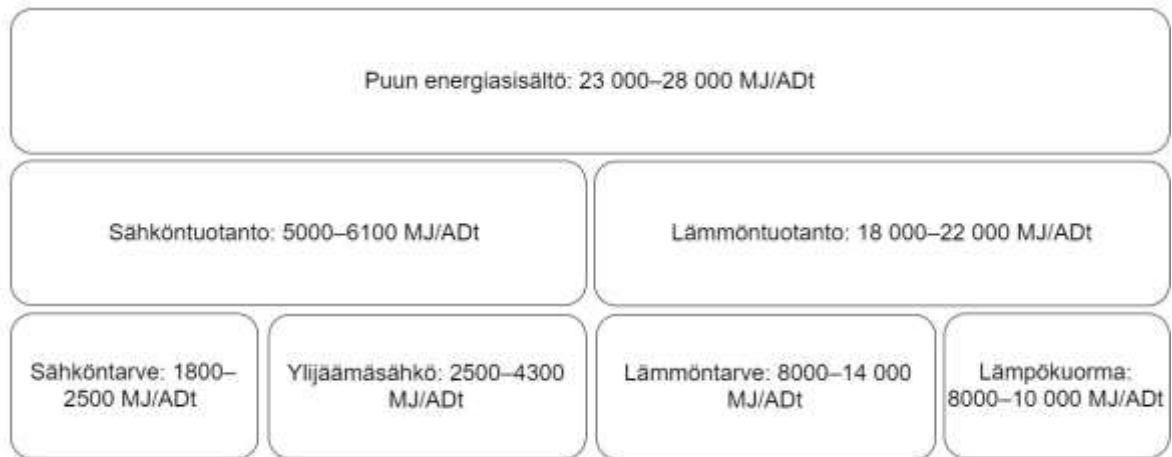 Puun energiasisältö: 23 000–28 000 MJ/ADt
Sähköntuotanto: 5000–6100 MJ/ADt
Lämmöntuotanto: 18 000–22 000 MJ/ADt
Sähköntarve: 1800–
2500 MJ/ADt
Ylijäämäsähkö: 2500–4300
MJ/ADt
Lämmöntarve: 8000–14 000
MJ/ADt
Lämpökuorma:
8000–10 000 MJ/ADt